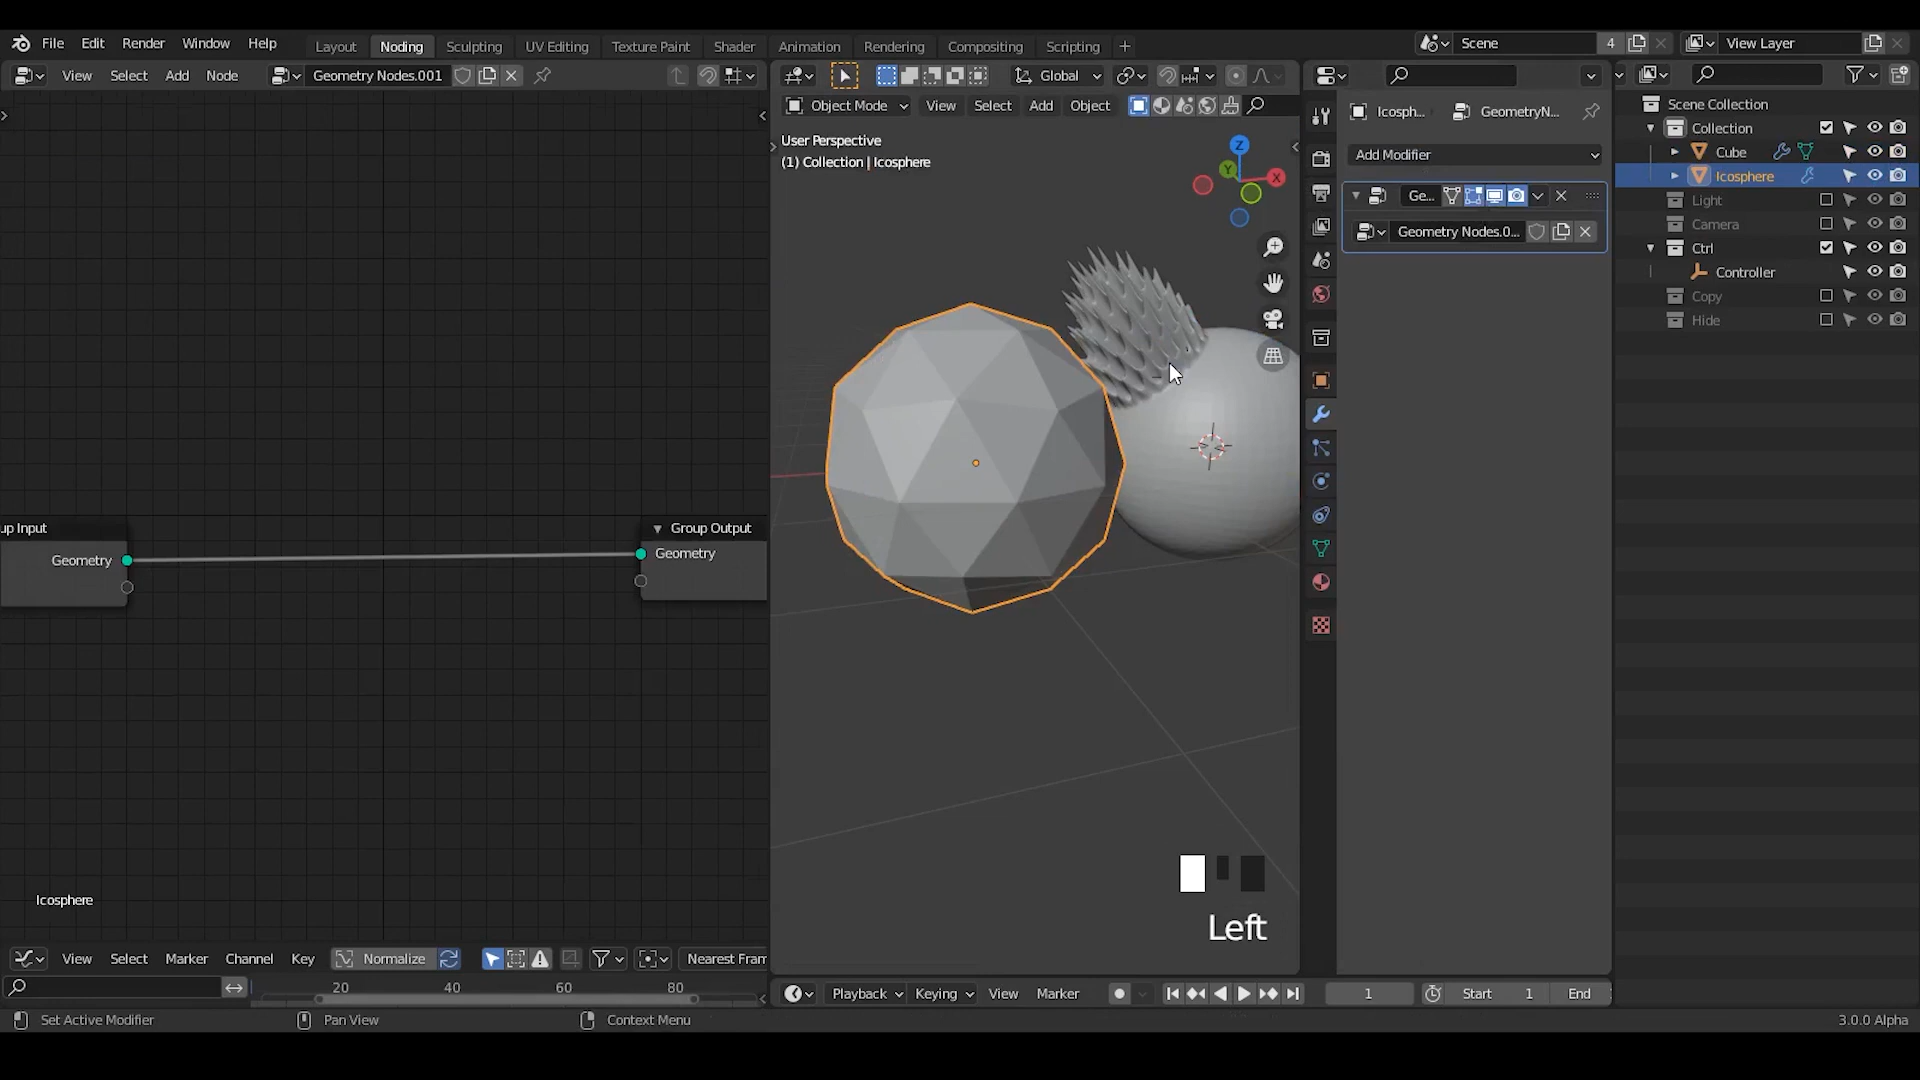 File Edit Render Window Help Layout Noding Sculpting UV Editing Texture Paint Shader Animation Rendering Compositing Scripting + Scene 4 View Layer
View Select Add Node Geometry Nodes.001 Global
Object Mode View Select Add Object
User Perspective
(1) Collection | Icosphere
Z
Y
X
Icosph... GeometryN...
Add Modifier
Ge...
Geometry Nodes.0...
Scene Collection
Collection
Cube
Icosphere
Light
Camera
Ctrl
Controller
Copy
Hide
up Input
Geometry
Group Output
Geometry
Icosphere
Left
View Select Marker Channel Key Normalize Nearest Fram
20 40 60 80
Playback Keying View Marker 1 Start 1 End
Set Active Modifier Pan View Context Menu 3.0.0 Alpha